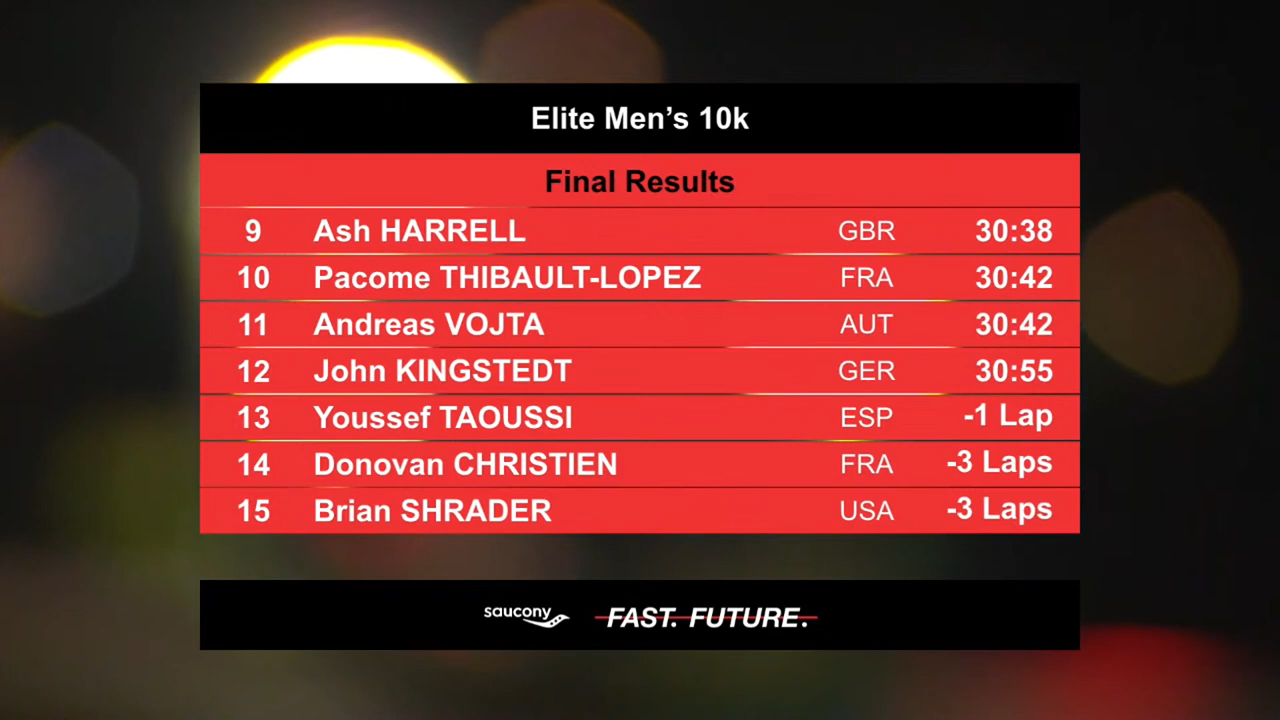 Elite Men's 10k
Final Results
9 Ash HARRELL GBR 30:38
10 Pacome THIBAULT-LOPEZ FRA 30:42
11 Andreas VOJTA AUT 30:42
12 John KINGSTEDT GER 30:55
13 Youssef TAOUSSI ESP -1 Lap
14 Donovan CHRISTIEN FRA -3 Laps
15 Brian SHRADER USA -3 Laps
saucony FAST. FUTURE.